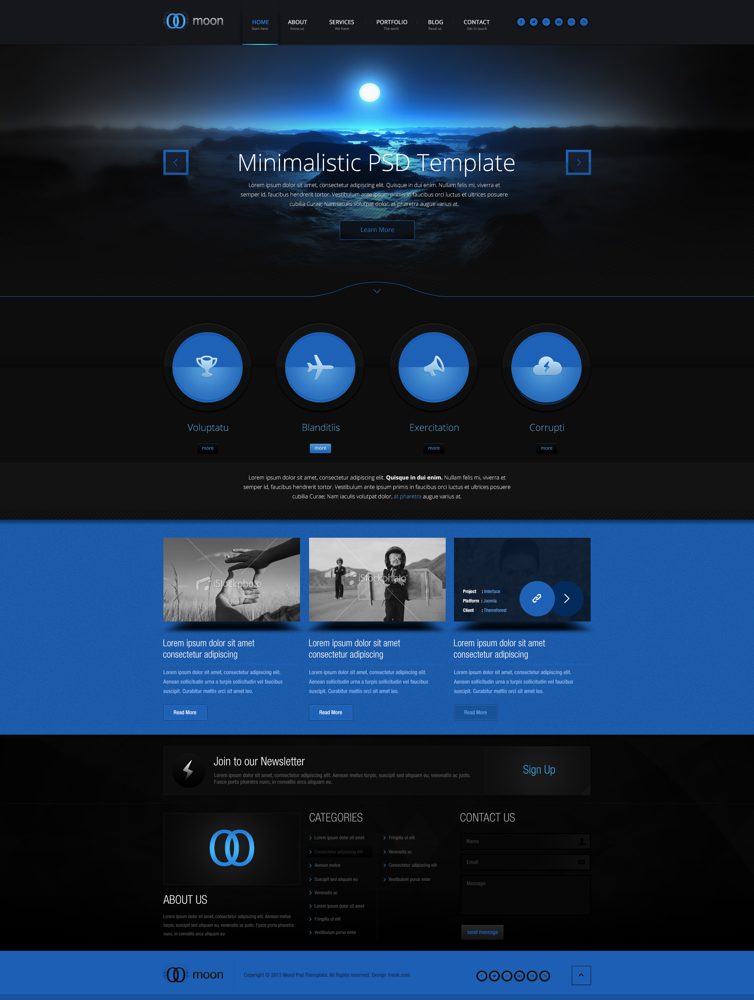 moon
HOME
Start here
ABOUT
Know us
SERVICES
We have
PORTFOLIO
The work
BLOG
Read us
CONTACT
Get in touch
Minimalistic PSD Template
Lorem ipsum dolor sit amet, consectetur adipiscing elit. Quisque in dui enim. Nullam felis mi, viverra et
semper id, faucibus hendrerit tortor. Vestibulum ante ipsum primis in faucibus orci luctus et ultrices posuere
cubilia Curae; Nam iaculis volutpat dolor, at pharetra augue varius at.
Learn More
Voluptatu
Blanditiis
Exercitation
Corrupti
more
more
more
more
Lorem ipsum dolor sit amet, consectetur adipiscing elit. Quisque in dui enim. Nullam felis mi, viverra et
semper id, faucibus hendrerit tortor. Vestibulum ante ipsum primis in faucibus orci luctus et ultrices posuere
cubilia Curae; Nam iaculis volutpat dolor, at pharetra augue varius at.
iStockphoto
iStockphoto
Project : Interface
Platform : Joomla
Client : Themeforest
Lorem ipsum dolor sit amet
consectetur adipiscing
Lorem ipsum dolor sit amet, consectetur adipiscing elit.
Aenean sollicitudin urna a turpis sollicitudin vel faucibus
suscipit. Curabitur mattis orci sit amet leo.
Read More
Lorem ipsum dolor sit amet
consectetur adipiscing
Lorem ipsum dolor sit amet, consectetur adipiscing elit.
Aenean sollicitudin urna a turpis sollicitudin vel faucibus
suscipit. Curabitur mattis orci sit amet leo.
Read More
Lorem ipsum dolor sit amet
consectetur adipiscing
Lorem ipsum dolor sit amet, consectetur adipiscing elit.
Aenean sollicitudin urna a turpis sollicitudin vel faucibus
suscipit. Curabitur mattis orci sit amet leo.
Read More
Join to our Newsletter
Lorem ipsum dolor sit amet, consectetur adipiscing elit. Aenean metus turpis, suscipit sed aliquam eu, venenatis ac justo.
Fusce porta pharetra nunc, in convallis arcu aliquam eu.
Sign Up
ABOUT US
Lorem ipsum dolor sit amet, consectetur adipiscing elit. Aenean metus
turpis, suscipit sed aliquam eu, venenatis ac justo. Fusce porta pharetra
nunc, in convallis arcu aliquam eu.
CATEGORIES
Lorem ipsum dolor sit amet
Consectetur adipiscing elit
Aenean metus
Suscipit sed aliquam eu
Venenatis ac
Lorem ipsum dolor sit amet
Fringilla ut elit
Vestibulum purus enim
Fringilla ut elit
Venenatis ac
Consectetur adipiscing elit
Vestibulum purus enim
CONTACT US
Name
Email
Message
send message
moon
Copyright © 2013 Mood Psd Themplate. All Rights reserved. Design 1renk.com